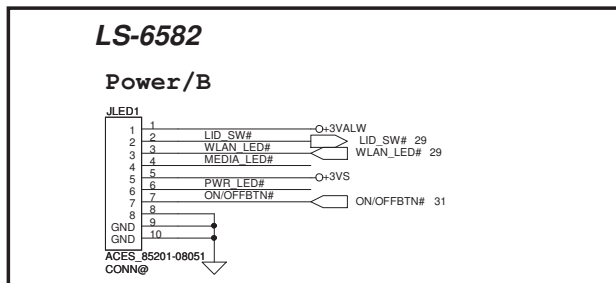 LS-6582
Power/B
JLED1
1 1 +3VALW
2 2 LID_SW# LID_SW# 29
3 3 WLAN_LED# WLAN_LED# 29
4 4 MEDIA_LED#
5 5 +3VS
6 6 PWR_LED#
7 7 ON/OFFBTN# ON/OFFBTN# 31
8 8
GND 9
GND 10
ACES_85201-08051
CONN@